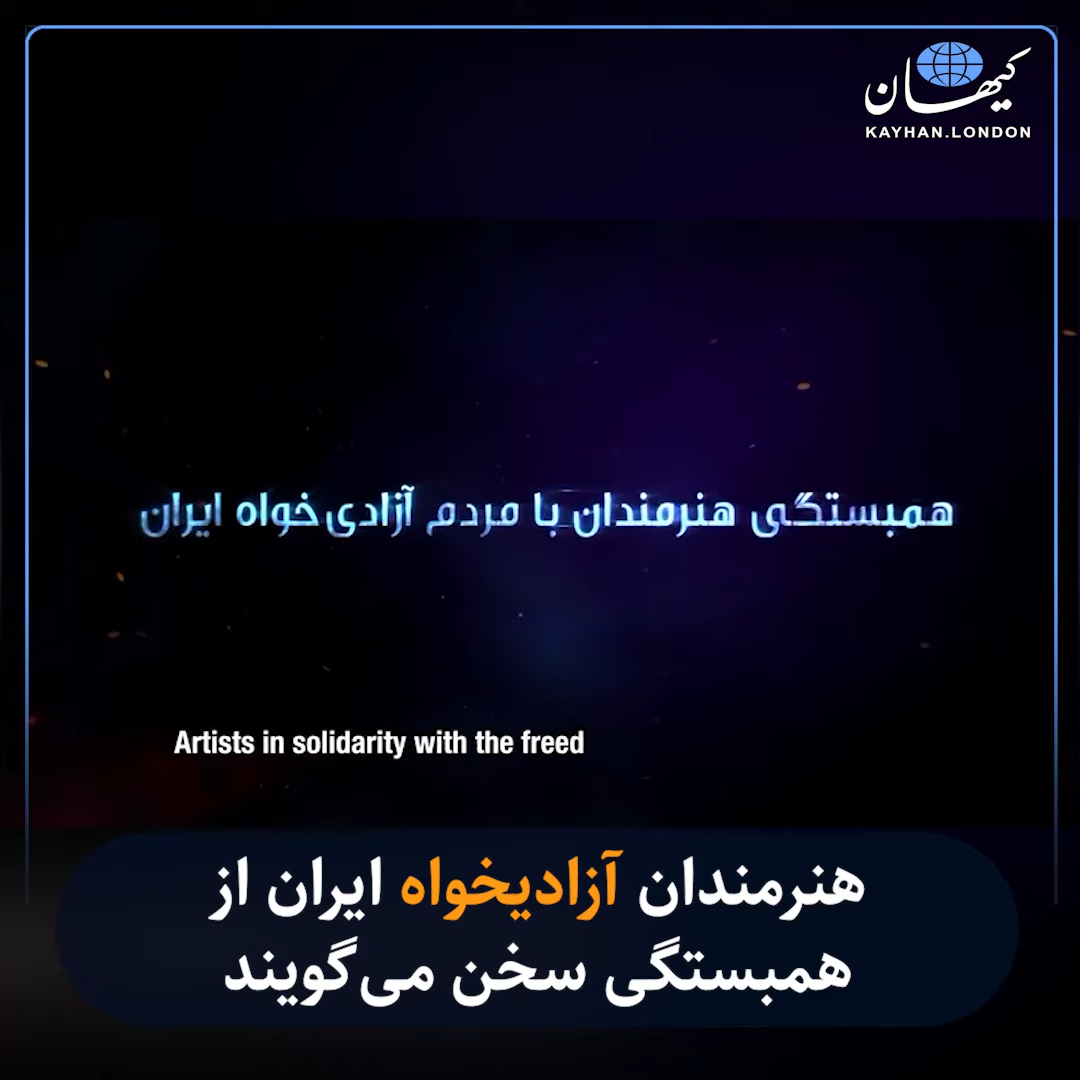 کیهان
KAYHAN.LONDON
همبستگی هنرمندان با مردم آزادی‌خواه ایران
Artists in solidarity with the freed
هنرمندان آزادیخواه ایران از
همبستگی سخن می‌گویند